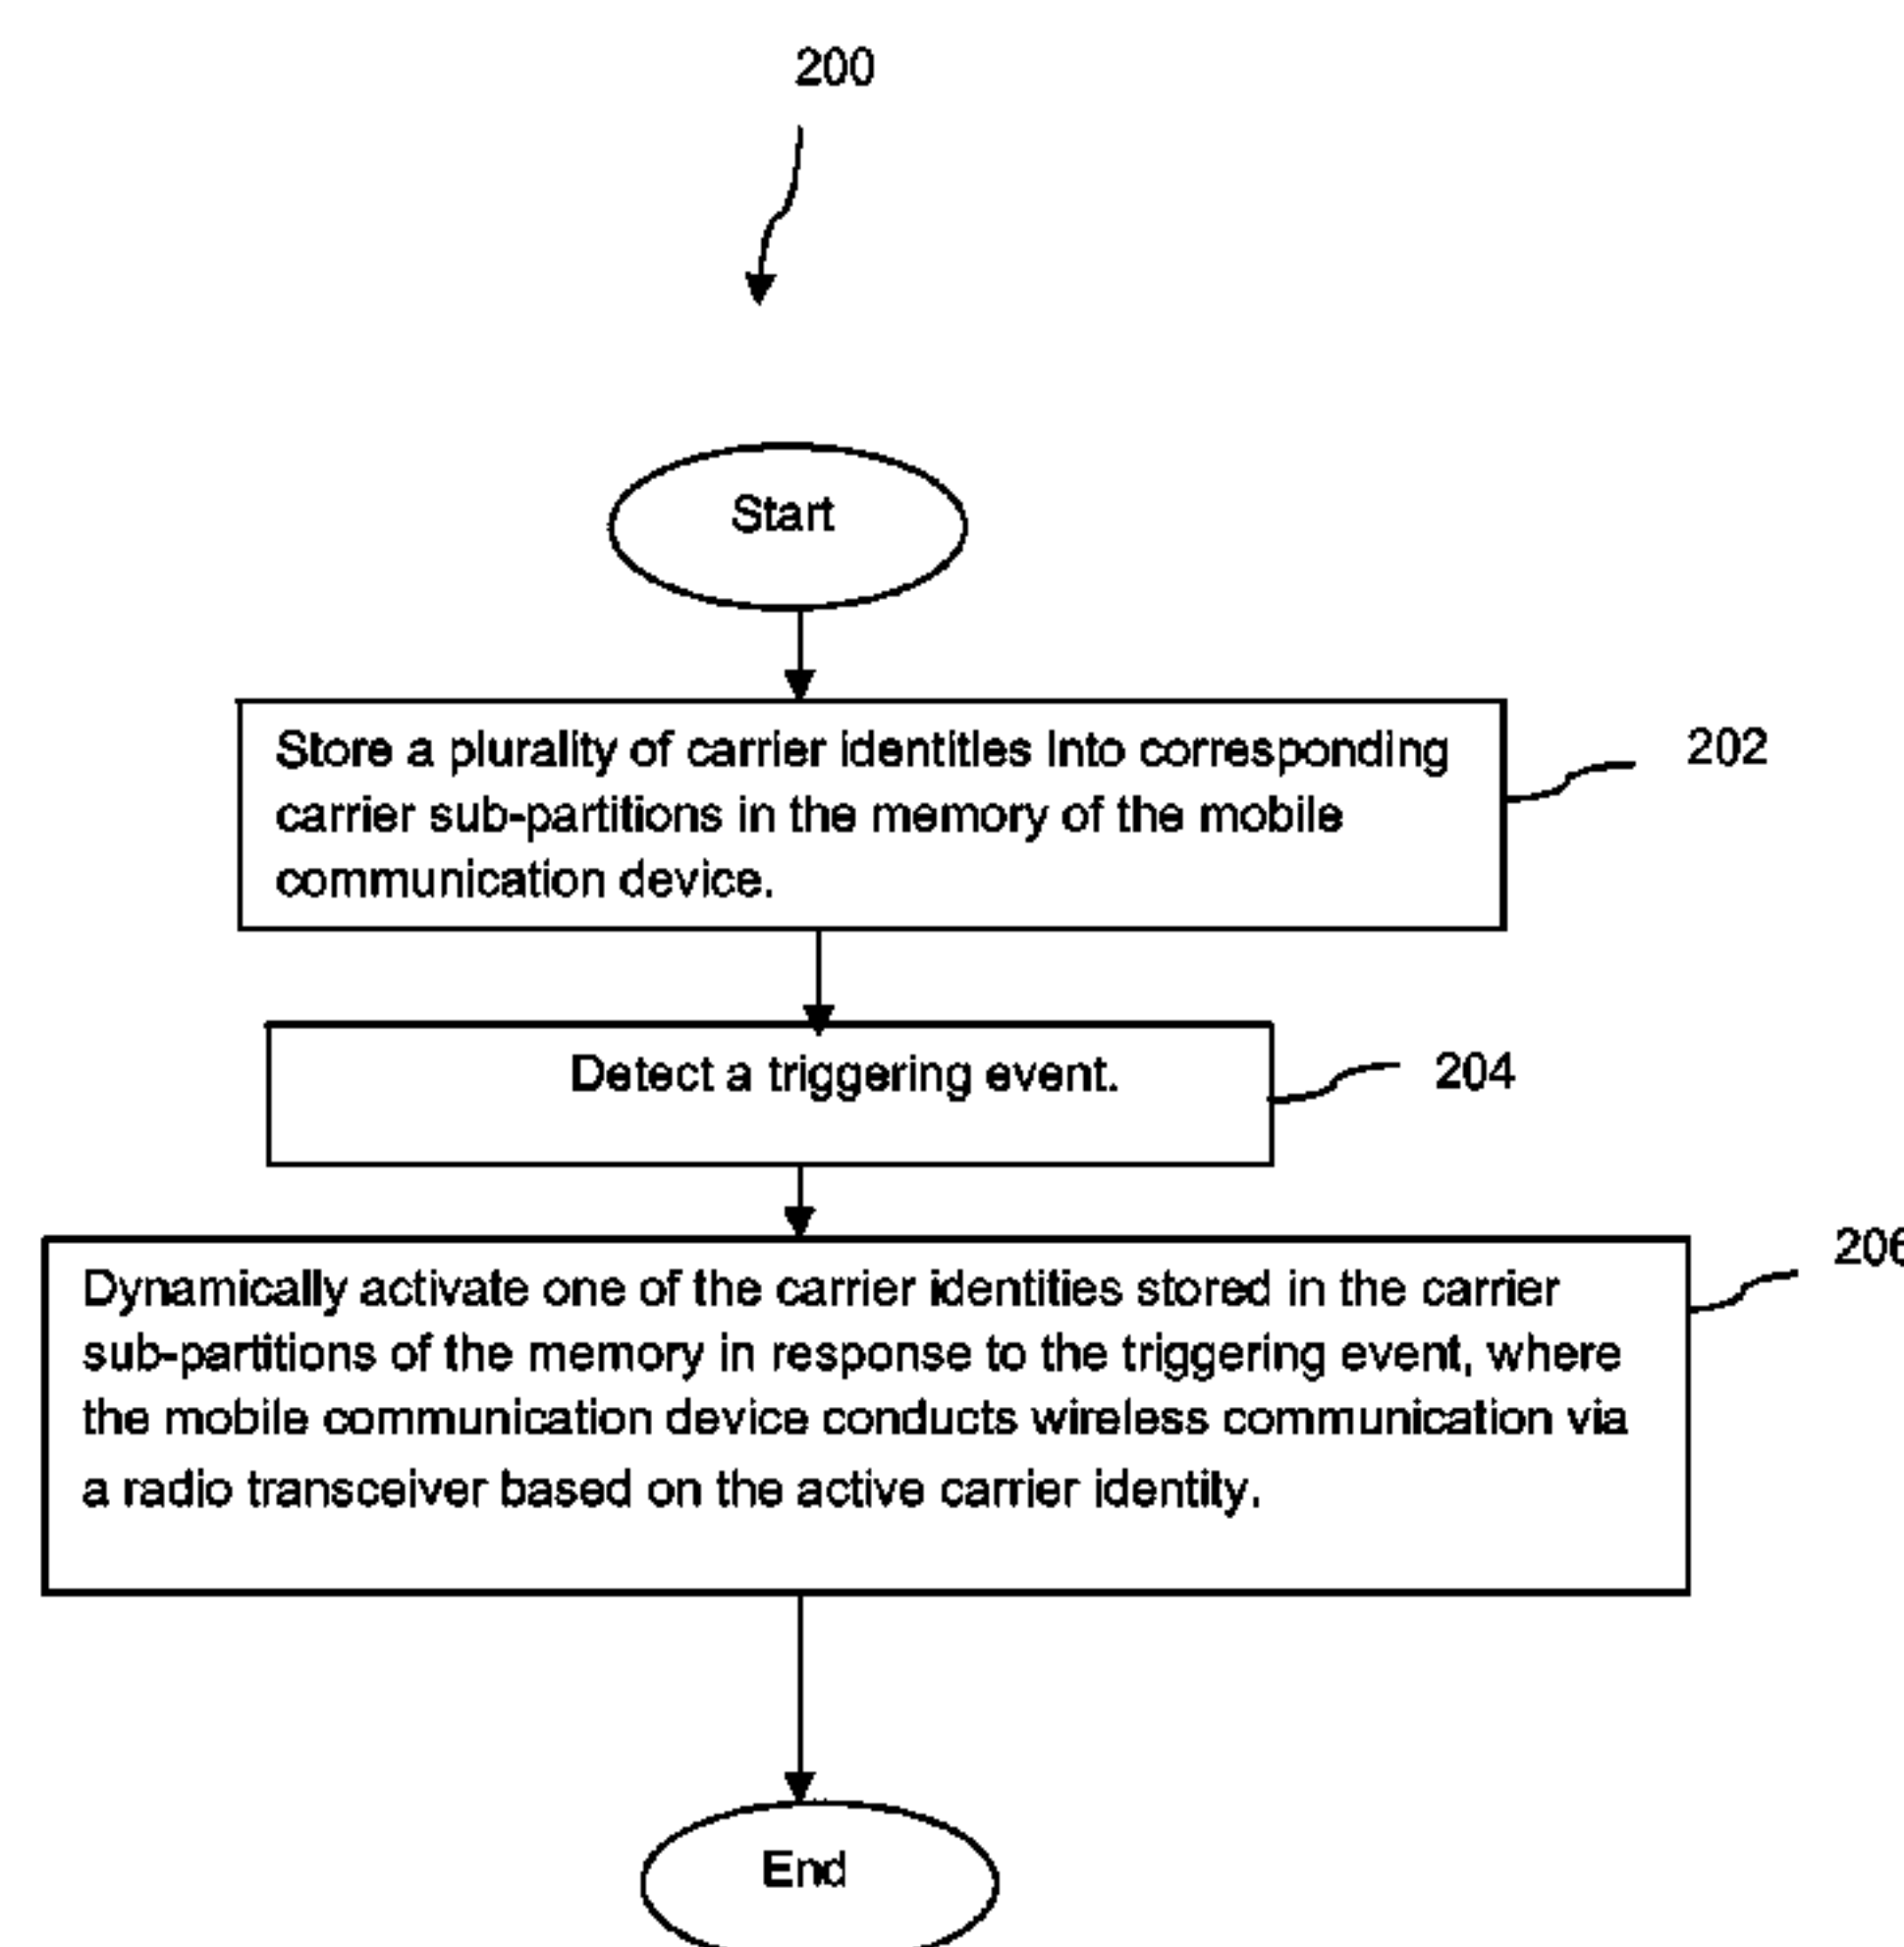 200
Start
Store a plurality of carrier identities into corresponding
carrier sub-partitions in the memory of the mobile
communication device.
202
Detect a triggering event.
204
206
Dynamically activate one of the carrier identities stored in the carrier
sub-partitions of the memory in response to the triggering event, where
the mobile communication device conducts wireless communication via
a radio transceiver based on the active carrier identity.
End